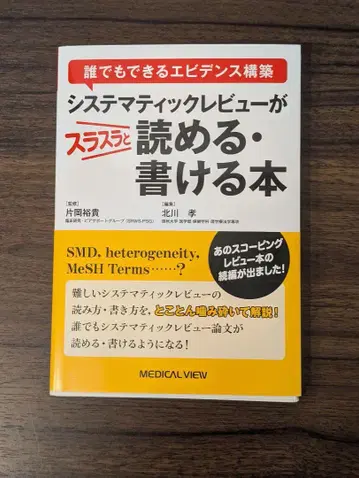 誰でもできるエビデンス構築
システマティックレビューが
スラスラと
読める・
書ける本
[監修]
片岡裕貴
[編集]
北川 孝
SMD, heterogeneity,
MeSH Terms……?
あのスコーピング
レビュー本の
続編が出ました!
難しいシステマティックレビューの
読み方・書き方を, とことん噛み砕いて解説!
誰でもシステマティックレビュー論文が
読める・書けるようになる!
MEDICAL VIEW